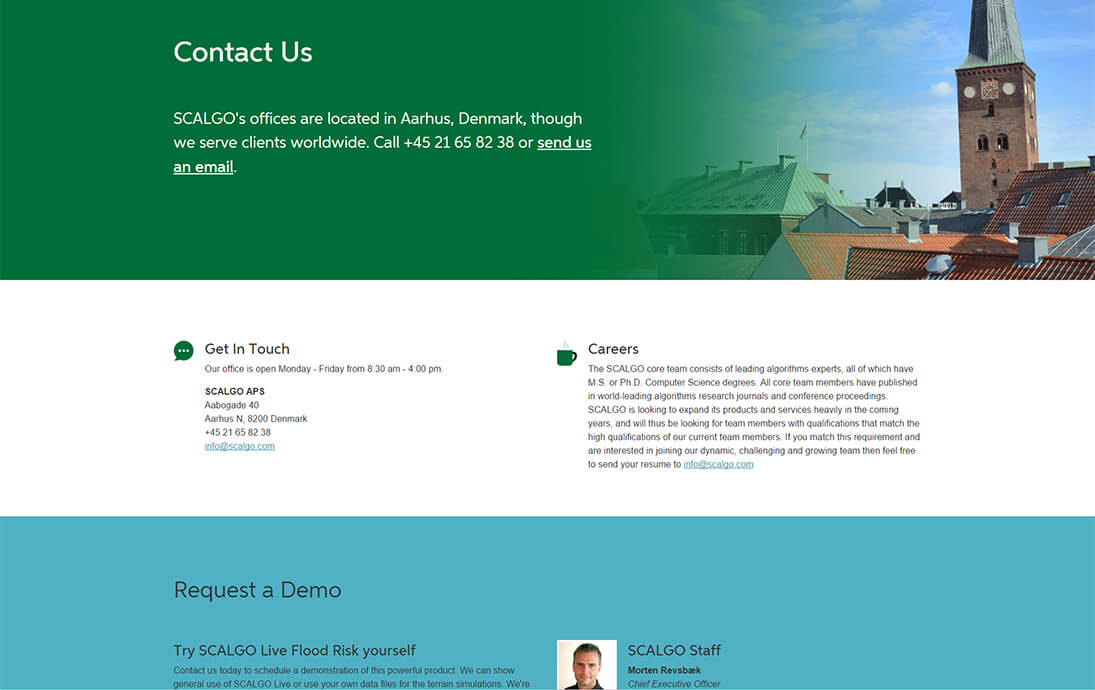 Contact Us
SCALGO's offices are located in Aarhus, Denmark, though
we serve clients worldwide. Call +45 21 65 82 38 or send us
an email.
Get In Touch
Our office is open Monday - Friday from 8:30 am - 4:00 pm.
SCALGO APS
Aabogade 40
Aarhus N, 8200 Denmark
+45 21 65 82 38
info@scalgo.com
Careers
The SCALGO core team consists of leading algorithms experts, all of which have
M.S. or Ph.D. Computer Science degrees. All core team members have published
in world-leading algorithms research journals and conference proceedings.
SCALGO is looking to expand its products and services heavily in the coming
years, and will thus be looking for team members with qualifications that match the
high qualifications of our current team members. If you match this requirement and
are interested in joining our dynamic, challenging and growing team then feel free
to send your resume to info@scalgo.com
Request a Demo
Try SCALGO Live Flood Risk yourself
Contact us today to schedule a demonstration of this powerful product. We can show
general use of SCALGO Live or use your own data files for the terrain simulations. We're
SCALGO Staff
Morten Revsbæk
Chief Executive Officer